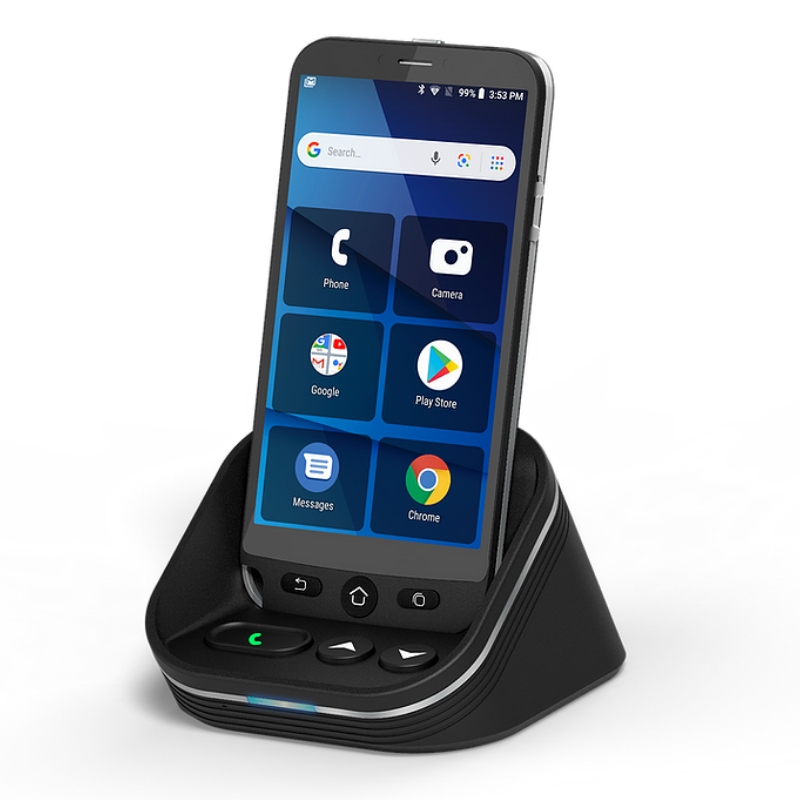 99% 3:53 PM
G Search...
Phone
Camera
Google
Play Store
Messages
Chrome